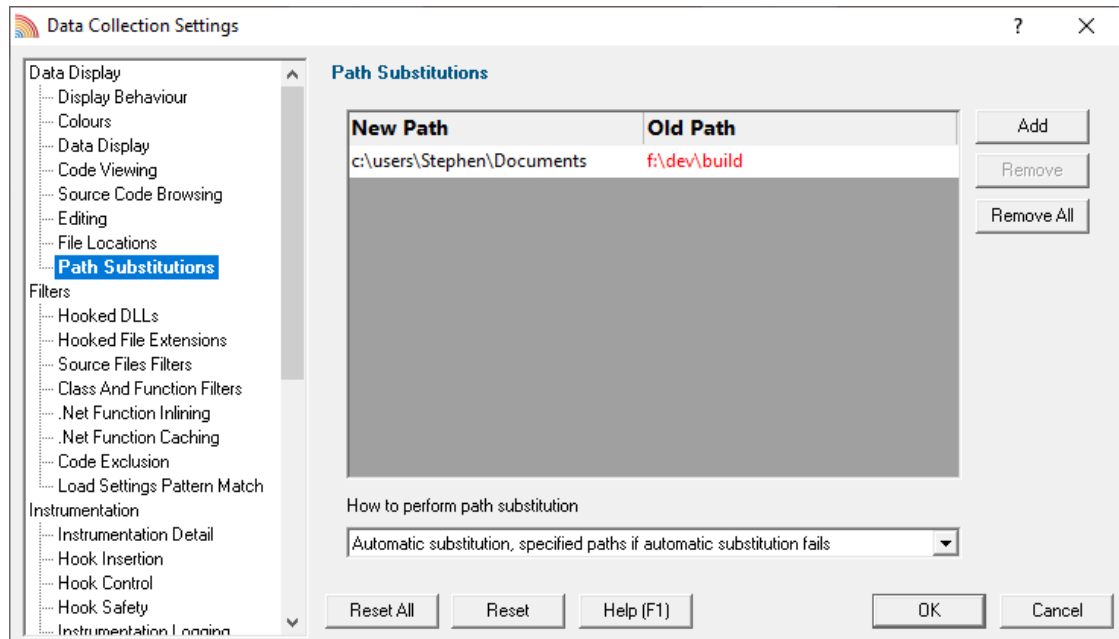 Data Collection Settings
?
Data Display
Display Behaviour
Colours
Data Display
Code Viewing
Source Code Browsing
Editing
File Locations
Path Substitutions
Filters
Hooked DLLs
Hooked File Extensions
Source Files Filters
Class And Function Filters
.Net Function Inlining
.Net Function Caching
Code Exclusion
Load Settings Pattern Match
Instrumentation
Instrumentation Detail
Hook Insertion
Hook Control
Hook Safety
Instrumentation Logging
Path Substitutions
New Path Old Path
c:\users\Stephen\Documents f:\dev\build
Add
Remove
Remove All
How to perform path substitution
Automatic substitution, specified paths if automatic substitution fails
Reset All Reset Help (F1) OK Cancel